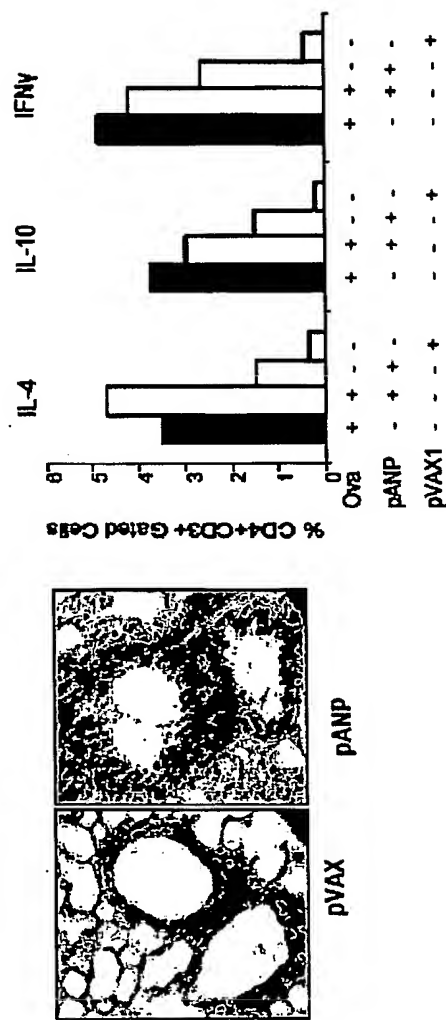 pVAX pANP
IL-4 IL-10 IFNγ
% CD4+CD3+ Gated Cells
6
5
4
3
2
1
0
Ova + + - - + + - - + + - -
pANP - + + - - + + - - + + -
pVAX1 - - - + - - - + - - - +